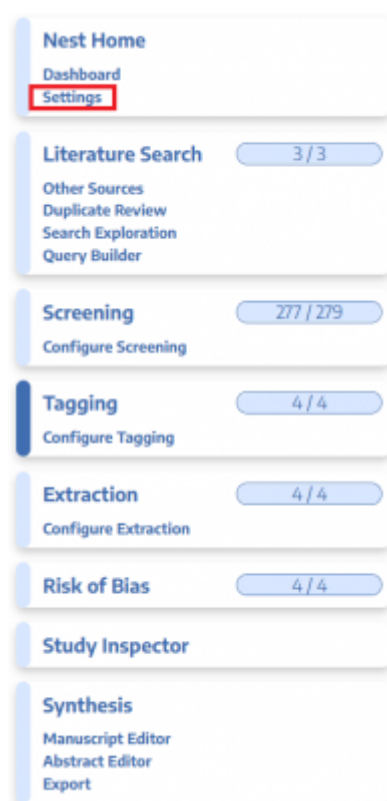 Nest Home
Dashboard
Settings
Literature Search 3 / 3
Other Sources
Duplicate Review
Search Exploration
Query Builder
Screening 277 / 279
Configure Screening
Tagging 4 / 4
Configure Tagging
Extraction 4 / 4
Configure Extraction
Risk of Bias 4 / 4
Study Inspector
Synthesis
Manuscript Editor
Abstract Editor
Export